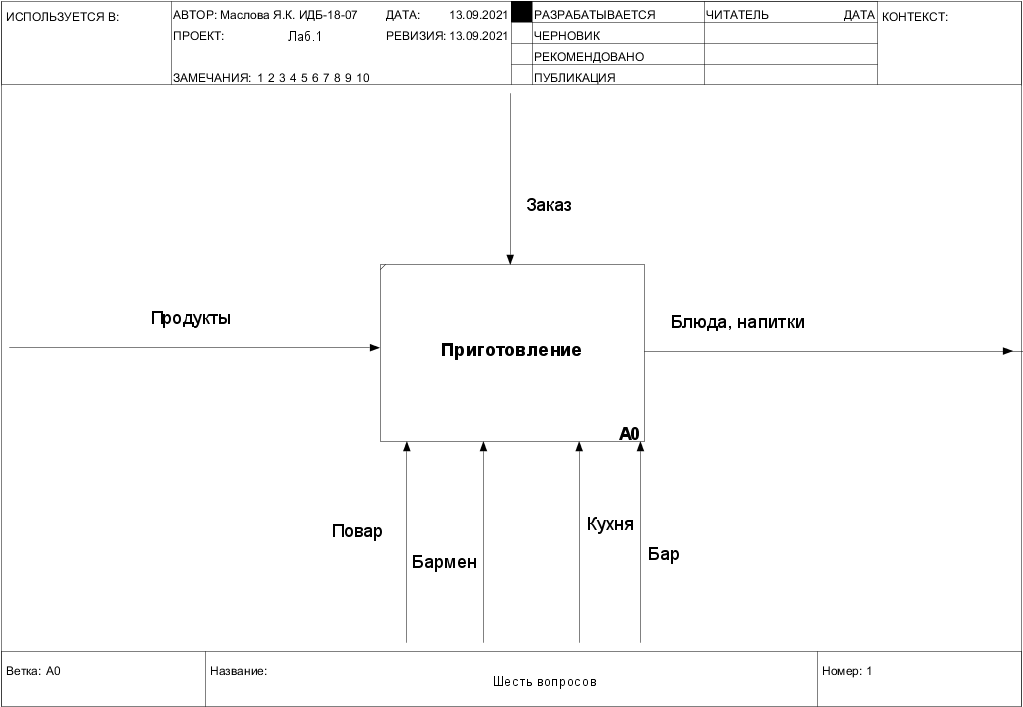 ИСПОЛЬЗУЕТСЯ В:
АВТОР: Маслова Я.К. ИДБ-18-07
ДАТА: 13.09.2021
ПРОЕКТ: Лаб.1
РЕВИЗИЯ: 13.09.2021
ЗАМЕЧАНИЯ: 1 2 3 4 5 6 7 8 9 10
РАЗРАБАТЫВАЕТСЯ
ЧЕРНОВИК
РЕКОМЕНДОВАНО
ПУБЛИКАЦИЯ
ЧИТАТЕЛЬ ДАТА
КОНТЕКСТ:
Заказ
Продукты
Блюда, напитки
Приготовление
A0
Повар
Бармен
Кухня
Бар
Ветка: A0
Название:
Шесть вопросов
Номер: 1